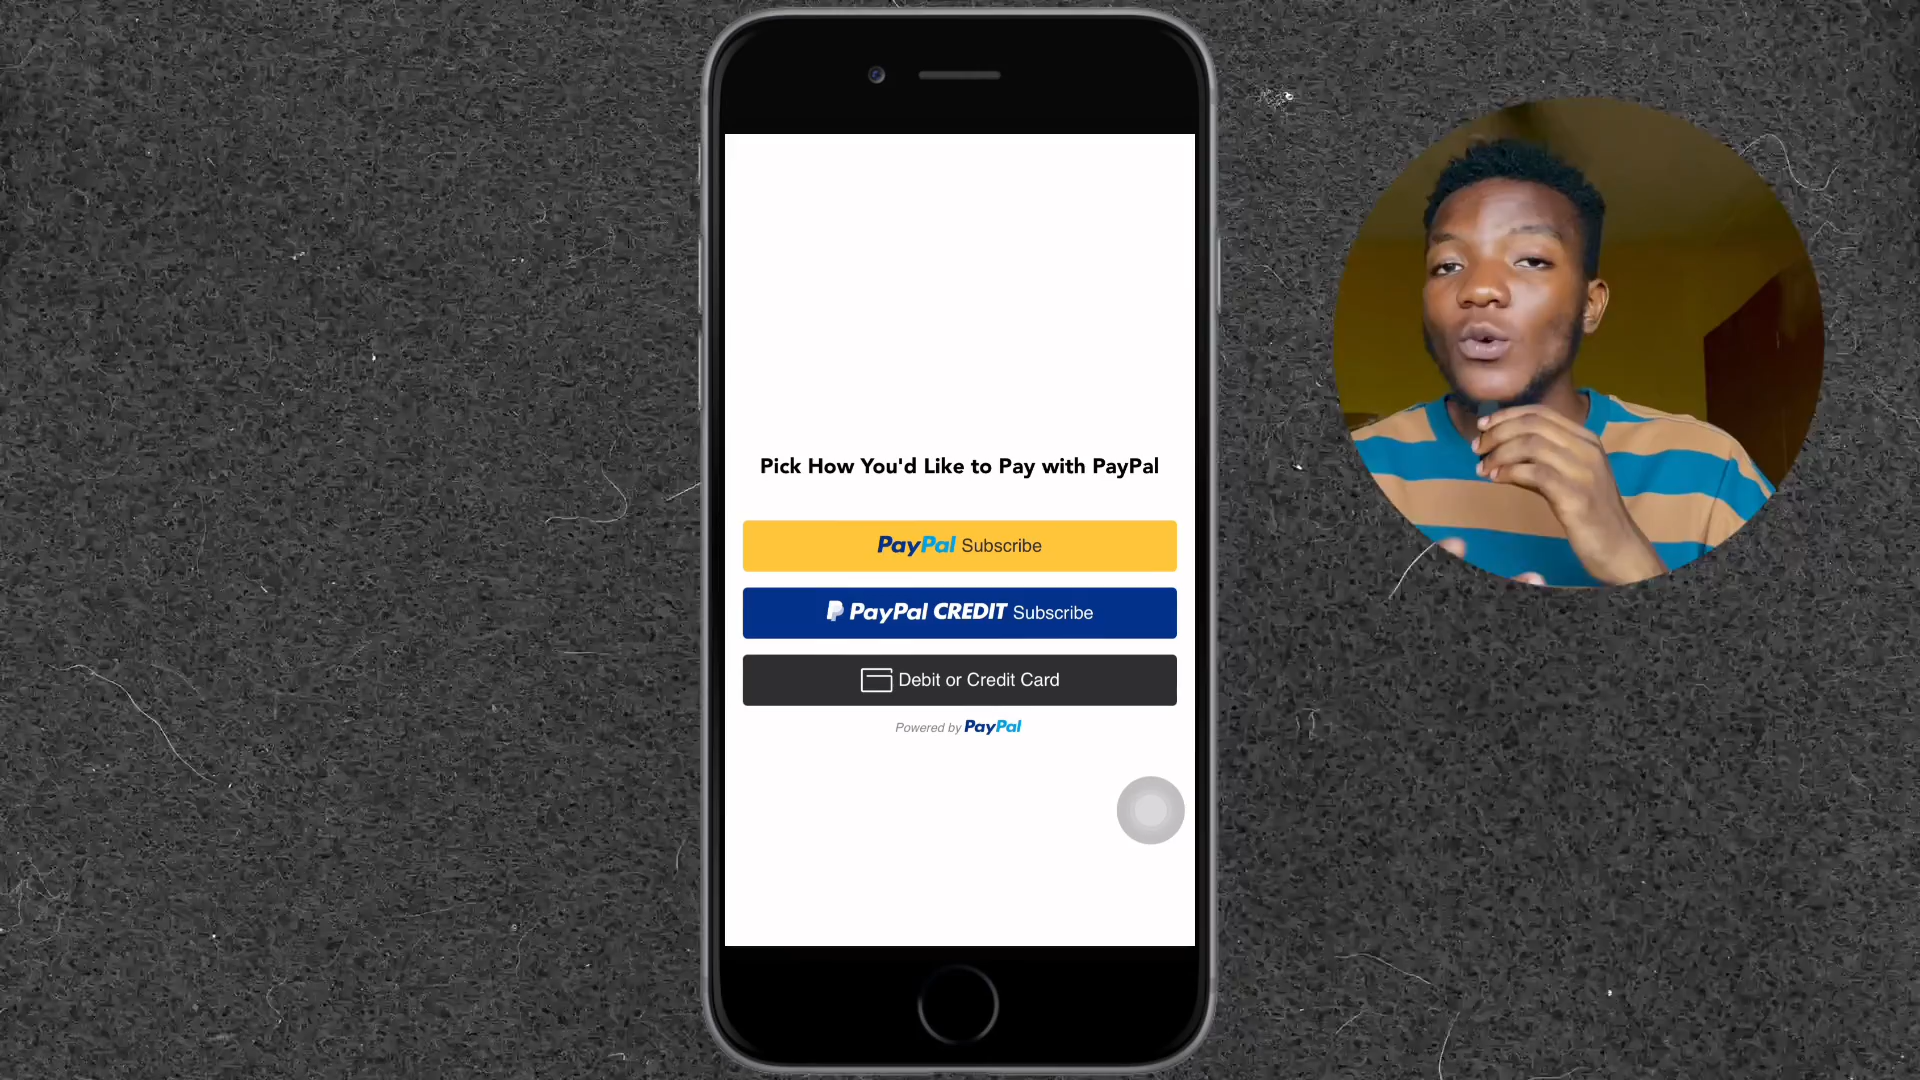 Pick How You'd Like to Pay with PayPal
PayPal Subscribe
PayPal CREDIT Subscribe
Debit or Credit Card
Powered by PayPal